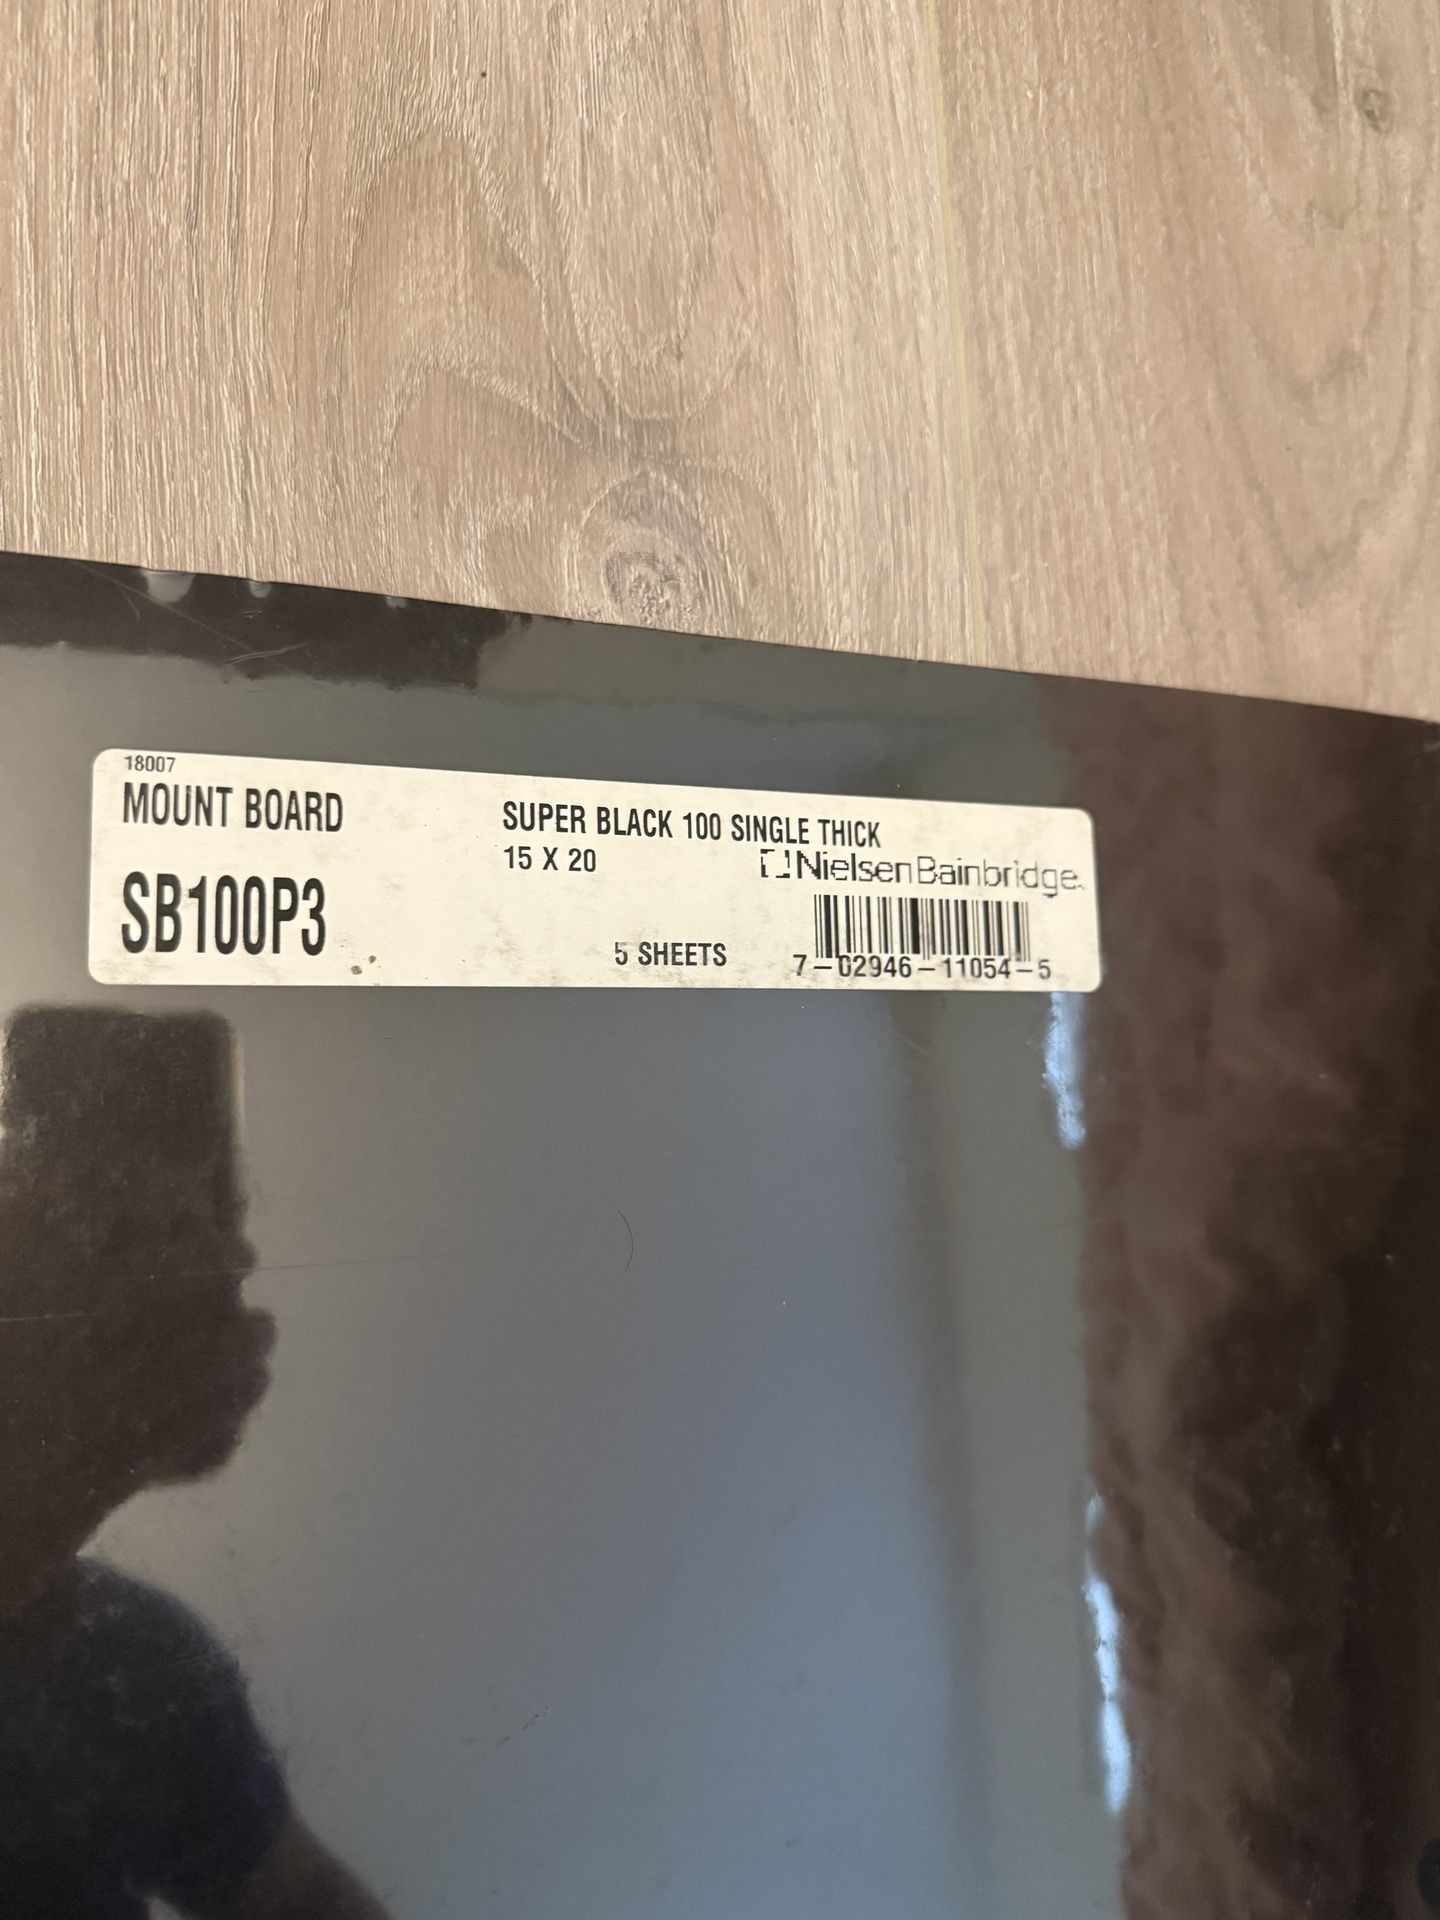 18007
MOUNT BOARD
SUPER BLACK 100 SINGLE THICK
15 X 20
NielsenBainbridge
SB100P3
5 SHEETS
7-02946-11054-5